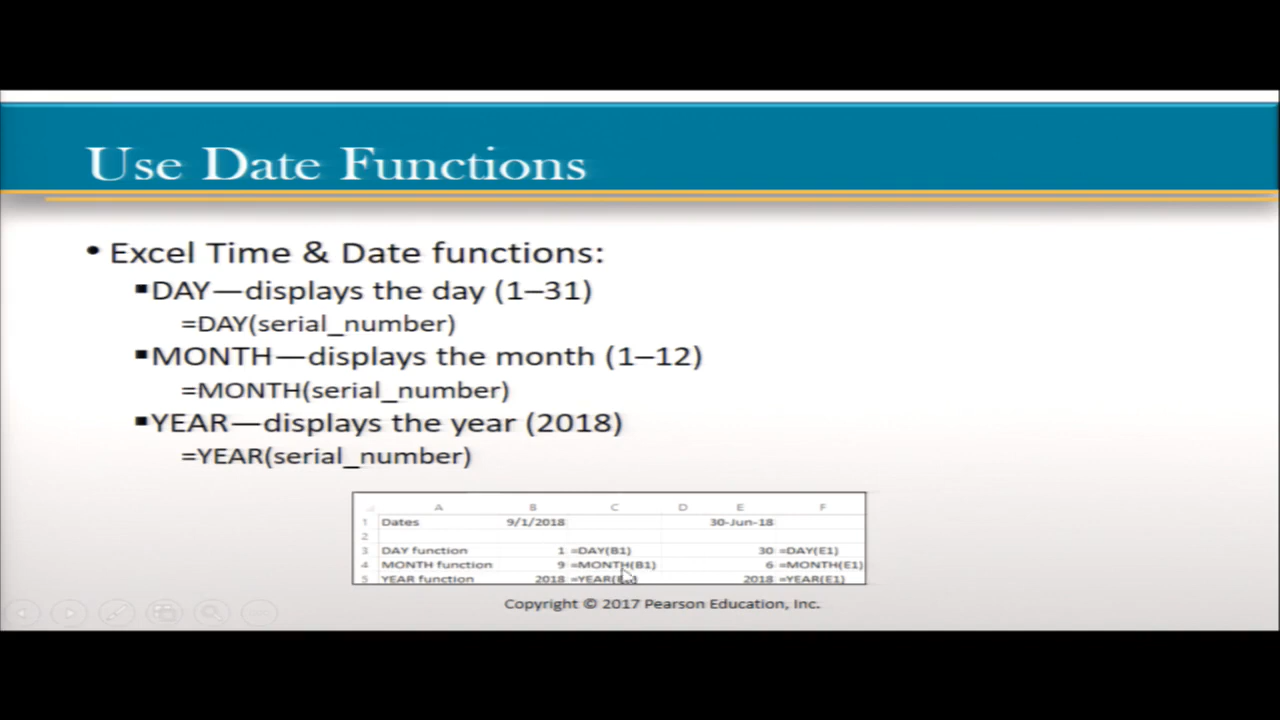 Use Date Functions
• Excel Time & Date functions:
▪DAY—displays the day (1–31)
=DAY(serial_number)
▪MONTH—displays the month (1–12)
=MONTH(serial_number)
▪YEAR—displays the year (2018)
=YEAR(serial_number)
A B C D E F
1 Dates 9/1/2018 30-Jun-18
2
3 DAY function 1 =DAY(B1) 30 =DAY(E1)
4 MONTH function 9 =MONTH(B1) 6 =MONTH(E1)
5 YEAR function 2018 2018 =YEAR(E1)
Copyright © 2017 Pearson Education, Inc.